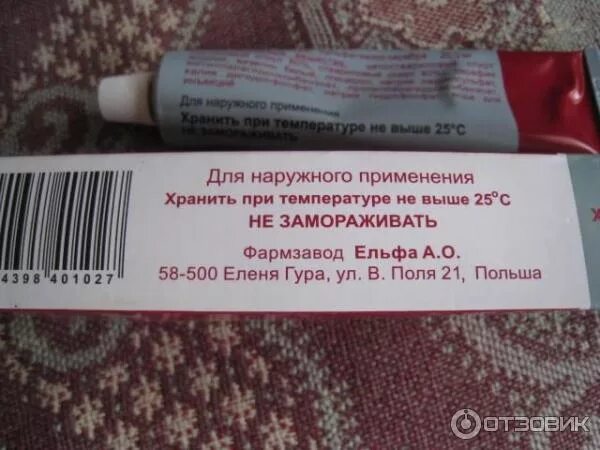 Для наружного применения
Хранить при температуре не выше 25°С
НЕ ЗАМОРАЖИВАТЬ
Для наружного применения
Хранить при температуре не выше 25°С
НЕ ЗАМОРАЖИВАТЬ
Фармзавод Ельфа А.О.
58-500 Еленя Гура, ул. В. Поля 21, Польша
4398 401027
ОТЗОВИК